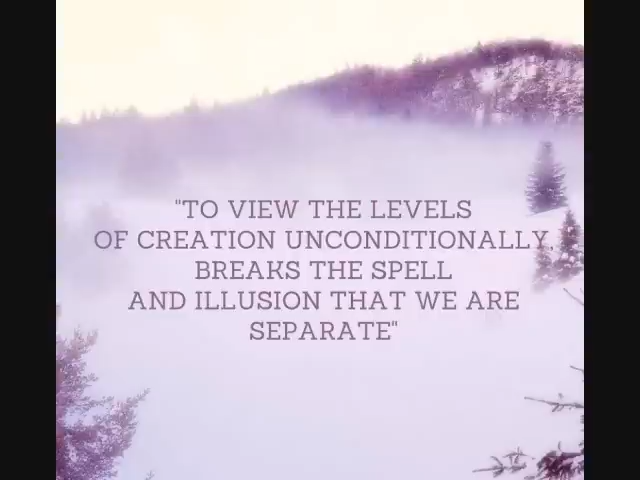 "TO VIEW THE LEVELS
OF CREATION UNCONDITIONALLY,
BREAKS THE SPELL
AND ILLUSION THAT WE ARE
SEPARATE"